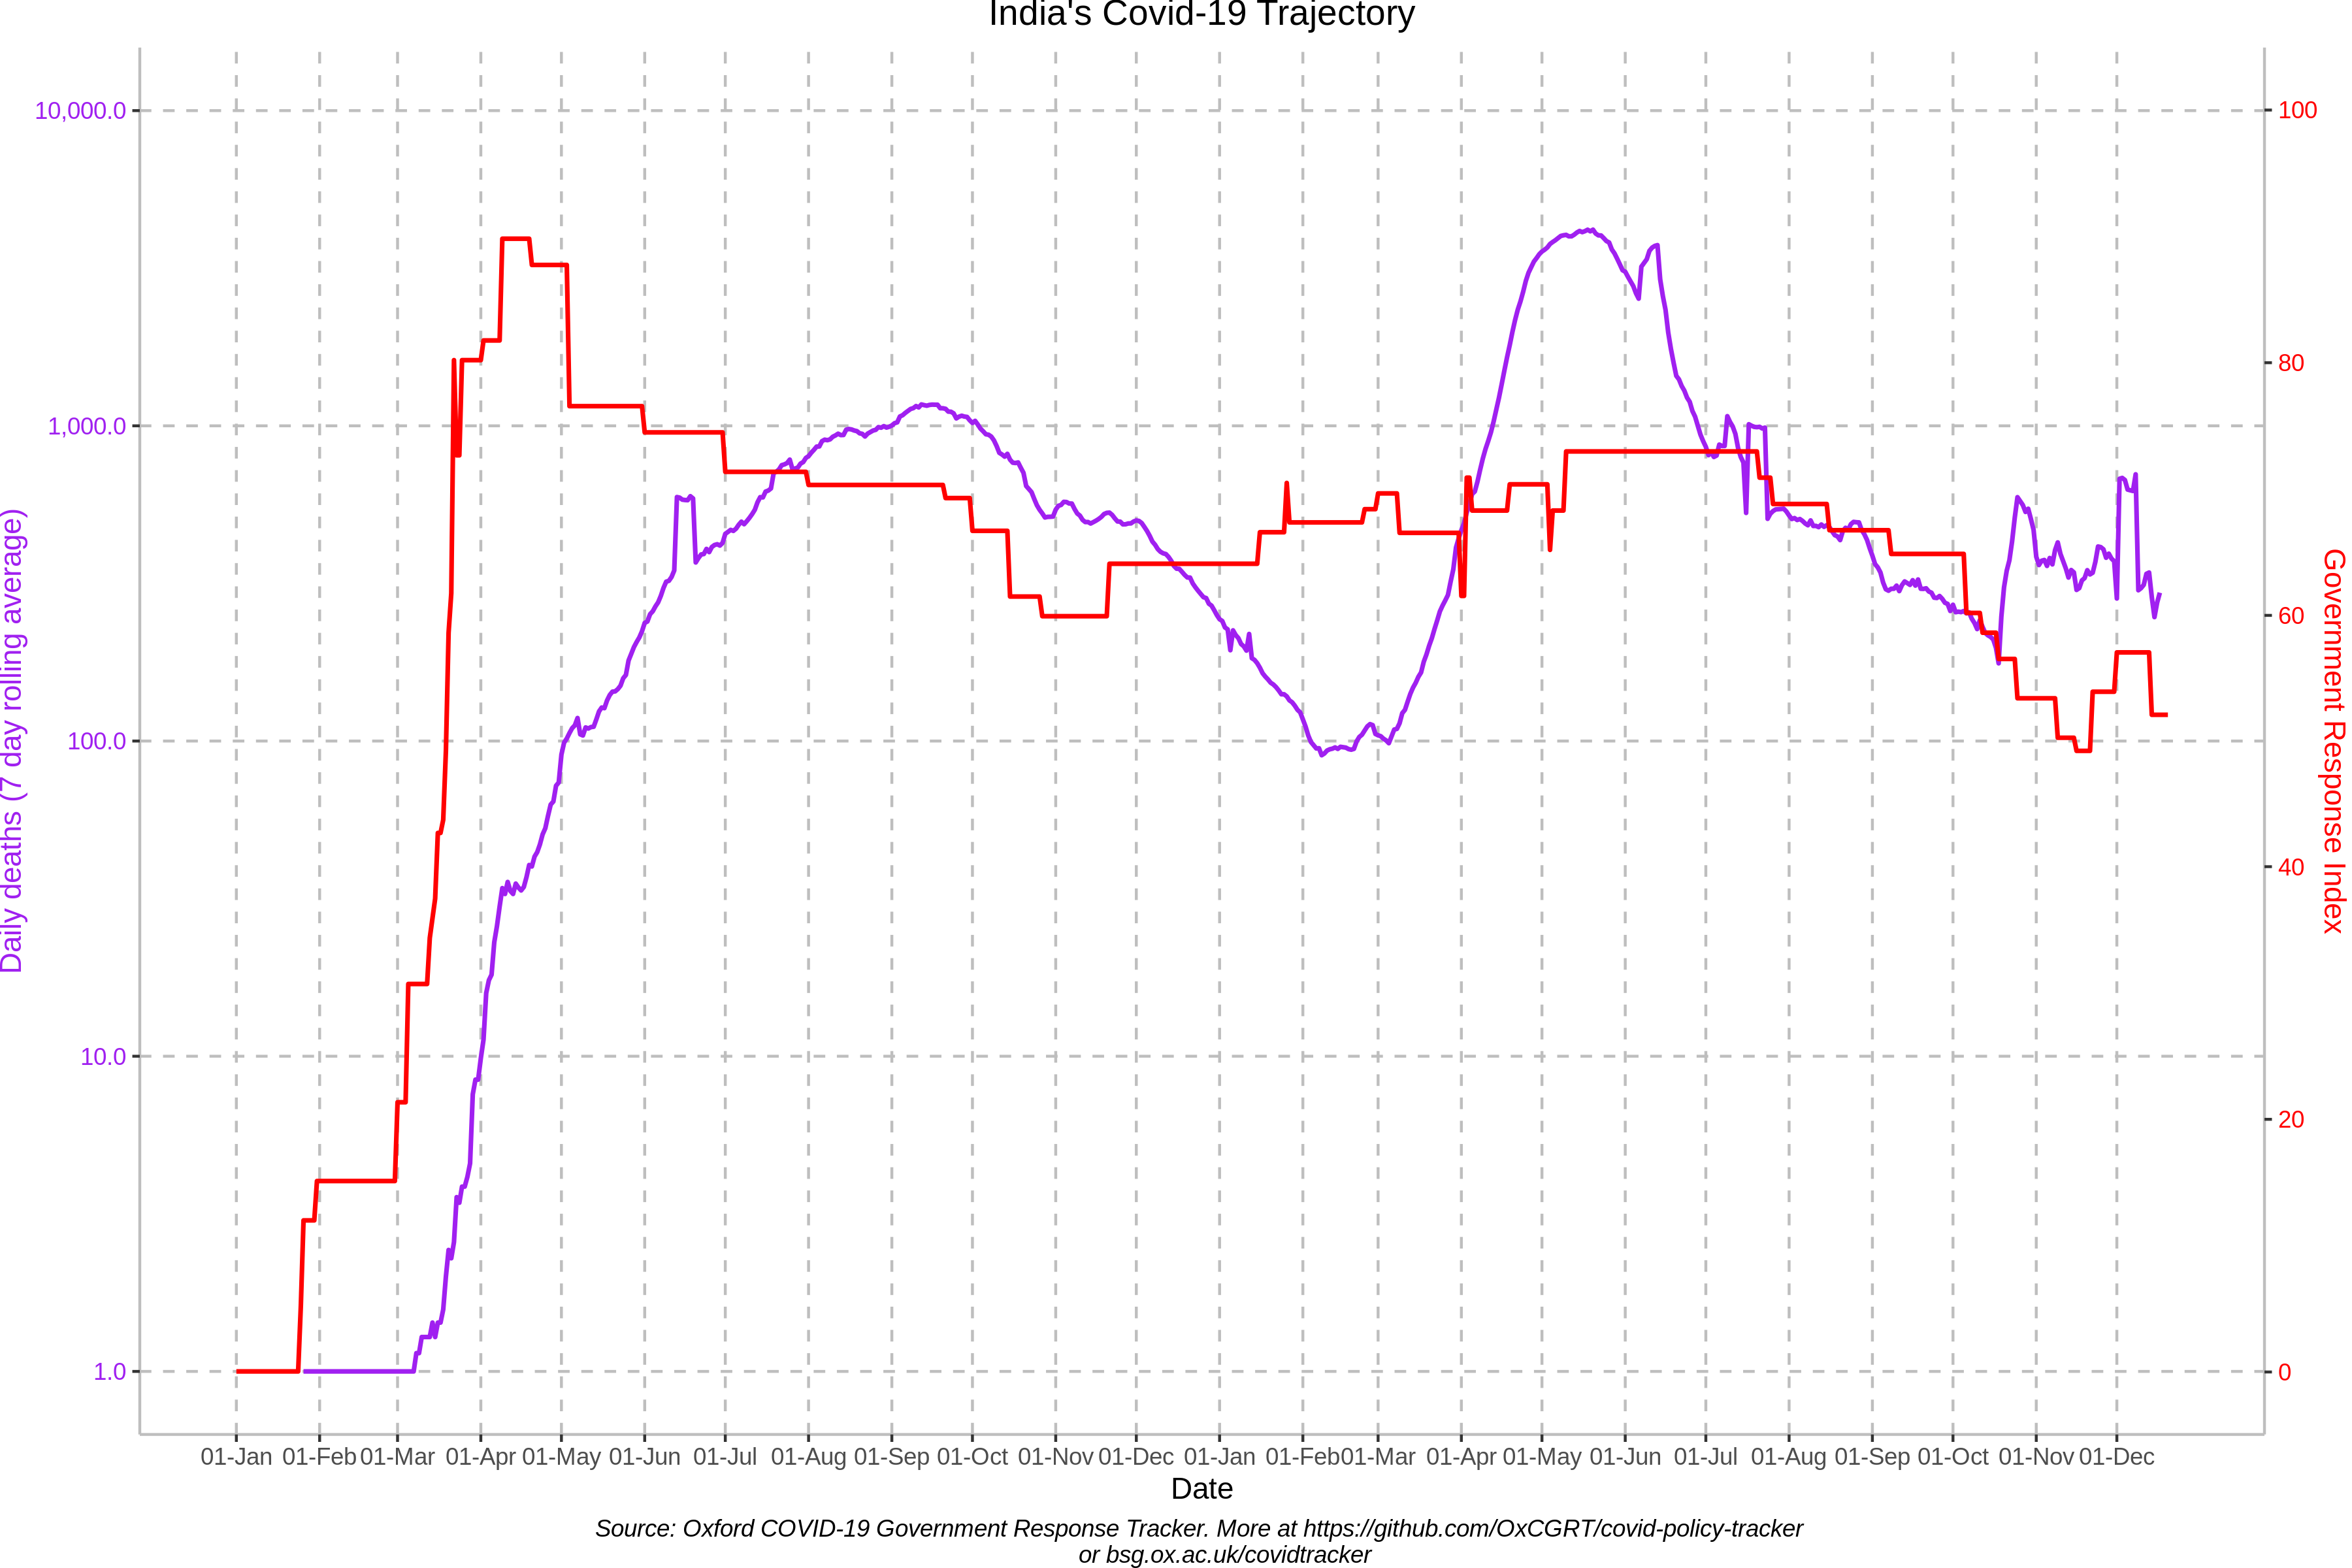 India's Covid-19 Trajectory
10,000.0
1,000.0
100.0
10.0
1.0
Daily deaths (7 day rolling average)
100
80
60
40
20
0
Government Response Index
01-Jan 01-Feb 01-Mar 01-Apr 01-May 01-Jun 01-Jul 01-Aug 01-Sep 01-Oct 01-Nov 01-Dec 01-Jan 01-Feb 01-Mar 01-Apr 01-May 01-Jun 01-Jul 01-Aug 01-Sep 01-Oct 01-Nov 01-Dec
Date
Source: Oxford COVID-19 Government Response Tracker. More at https://github.com/OxCGRT/covid-policy-tracker
or bsg.ox.ac.uk/covidtracker